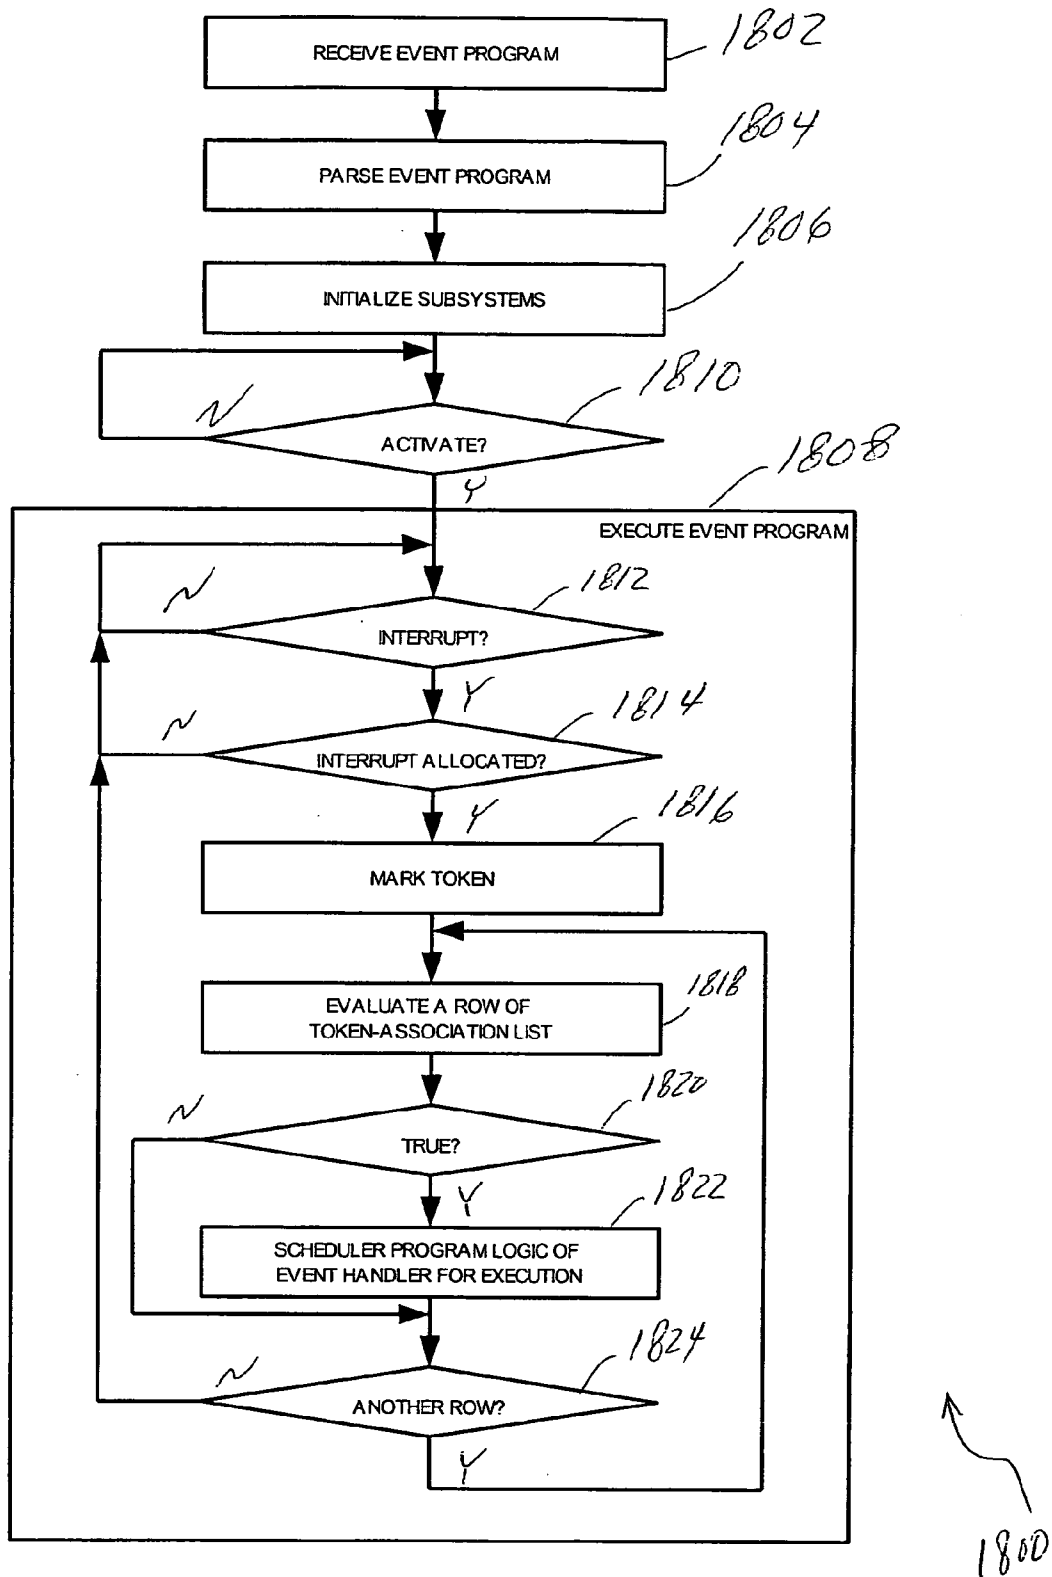 RECEIVE EVENT PROGRAM
1802
PARSE EVENT PROGRAM
1804
INITIALIZE SUBSYSTEMS
1806
N
ACTIVATE?
1810
Y
1808
EXECUTE EVENT PROGRAM
N
INTERRUPT?
1812
Y
N
INTERRUPT ALLOCATED?
1814
Y
MARK TOKEN
1816
EVALUATE A ROW OF
TOKEN-ASSOCIATION LIST
1818
N
TRUE?
1820
Y
SCHEDULER PROGRAM LOGIC OF
EVENT HANDLER FOR EXECUTION
1822
N
ANOTHER ROW?
1824
Y
1800